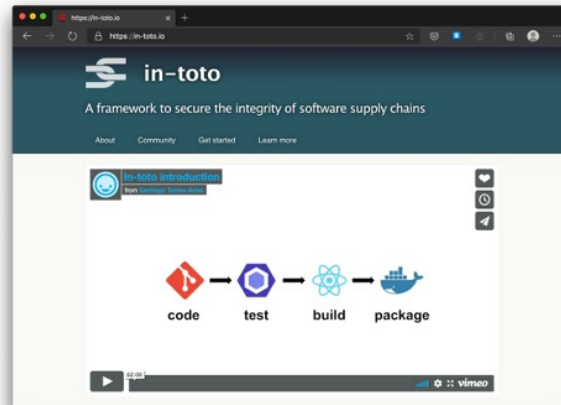 https://in-toto.io
https://in-toto.io
in-toto
A framework to secure the integrity of software supply chains
About Community Get started Learn more
In-toto introduction
from Santiago Torres-Arias
code test build package
02:00
vimeo